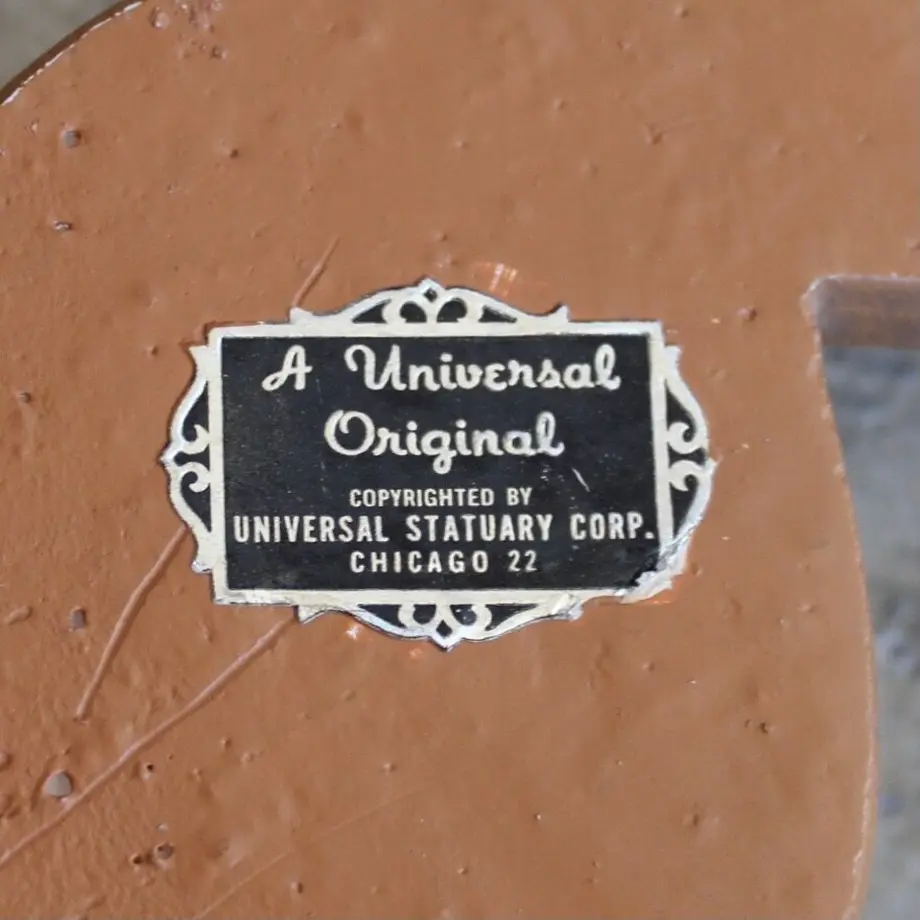 A Universal
Original
COPYRIGHTED BY
UNIVERSAL STATUARY CORP.
CHICAGO 22